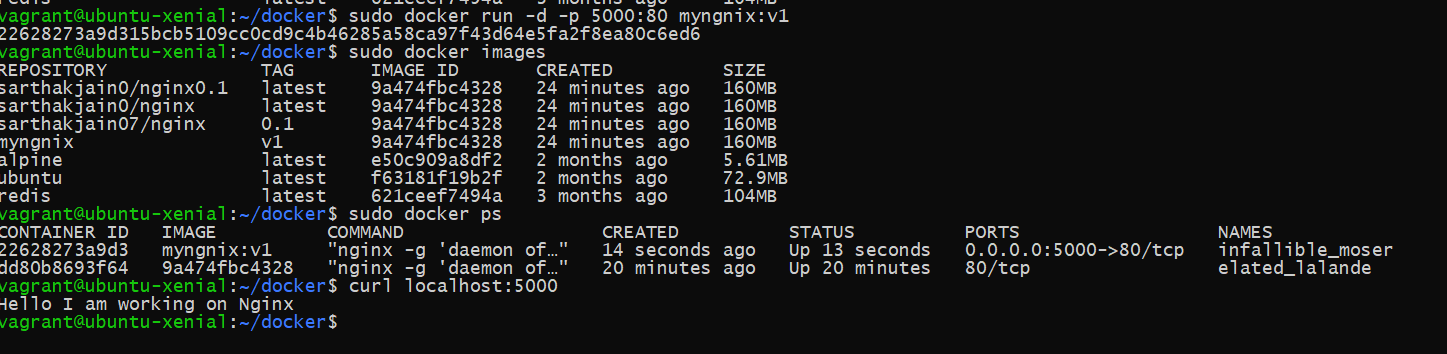 redis latest 621ceef7494a 3 months ago 104MB
vagrant@ubuntu-xenial:~/docker$ sudo docker run -d -p 5000:80 myngnix:v1
22628273a9d315bcb5109cc0cd9c4b46285a58ca97f43d64e5fa2f8ea80c6ed6
vagrant@ubuntu-xenial:~/docker$ sudo docker images
REPOSITORY TAG IMAGE ID CREATED SIZE
sarthakjain0/nginx0.1 latest 9a474fbc4328 24 minutes ago 160MB
sarthakjain0/nginx latest 9a474fbc4328 24 minutes ago 160MB
sarthakjain07/nginx 0.1 9a474fbc4328 24 minutes ago 160MB
myngnix v1 9a474fbc4328 24 minutes ago 160MB
alpine latest e50c909a8df2 2 months ago 5.61MB
ubuntu latest f63181f19b2f 2 months ago 72.9MB
redis latest 621ceef7494a 3 months ago 104MB
vagrant@ubuntu-xenial:~/docker$ sudo docker ps
CONTAINER ID IMAGE COMMAND CREATED STATUS PORTS NAMES
22628273a9d3 myngnix:v1 "nginx -g 'daemon of…" 14 seconds ago Up 13 seconds 0.0.0.0:5000->80/tcp infallible_moser
dd80b8693f64 9a474fbc4328 "nginx -g 'daemon of…" 20 minutes ago Up 20 minutes 80/tcp elated_lalande
vagrant@ubuntu-xenial:~/docker$ curl localhost:5000
Hello I am working on Nginx
vagrant@ubuntu-xenial:~/docker$